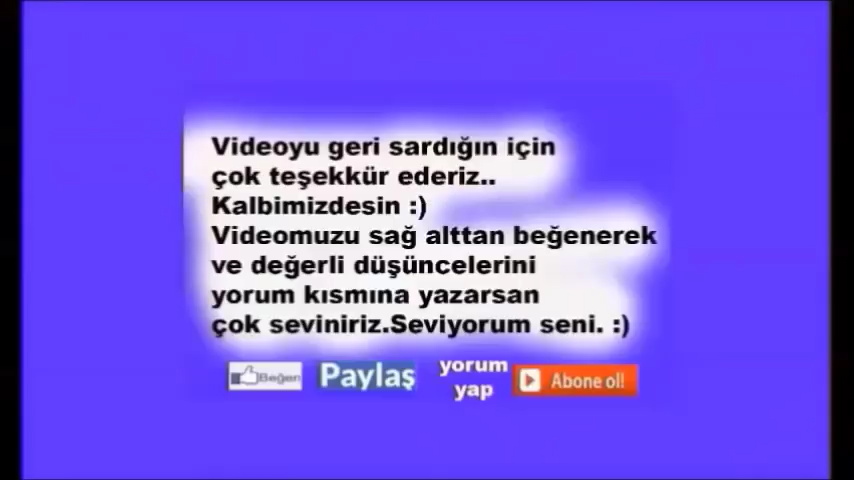 Videoyu geri sardığın için
çok teşekkür ederiz..
Kalbimizdesin :)
Videomuzu sağ alttan beğenerek
ve değerli düşüncelerini
yorum kısmına yazarsan
çok seviniriz.Seviyorum seni. :)
Beğen Paylaş yorum yap Abone ol!